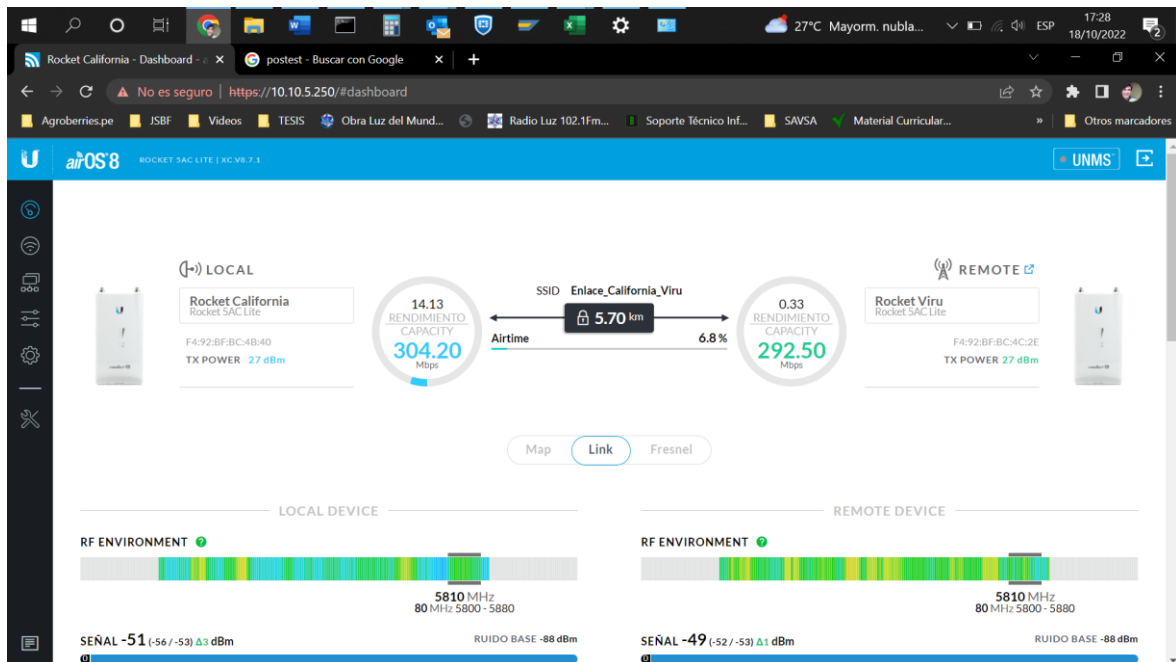 27°C Mayorm. nubla...
ESP
17:28
18/10/2022
2
Rocket California - Dashboard - a
postest - Buscar con Google
No es seguro | https://10.10.5.250/#dashboard
Agroberries.pe
JSBF
Videos
TESIS
Obra Luz del Mund...
Radio Luz 102.1Fm...
Soporte Técnico Inf...
SAVSA
Material Curricular...
»
Otros marcadores
airOS 8
ROCKET 5AC LITE | XC.V8.7.1
UNMS
LOCAL
Rocket California
Rocket 5AC Lite
F4:92:BF:BC:4B:40
TX POWER 27 dBm
14.13
RENDIMIENTO
CAPACITY
304.20
Mbps
SSID Enlace_California_Viru
5.70 km
Airtime 6.8 %
0.33
RENDIMIENTO
CAPACITY
292.50
Mbps
REMOTE
Rocket Viru
Rocket 5AC Lite
F4:92:BF:BC:4C:2E
TX POWER 27 dBm
Map Link Fresnel
LOCAL DEVICE
RF ENVIRONMENT
5810 MHz
80 MHz 5800 - 5880
SEÑAL -51 (-56 / -53) Δ3 dBm
RUIDO BASE -88 dBm
0
REMOTE DEVICE
RF ENVIRONMENT
5810 MHz
80 MHz 5800 - 5880
SEÑAL -49 (-52 / -53) Δ1 dBm
RUIDO BASE -88 dBm
0